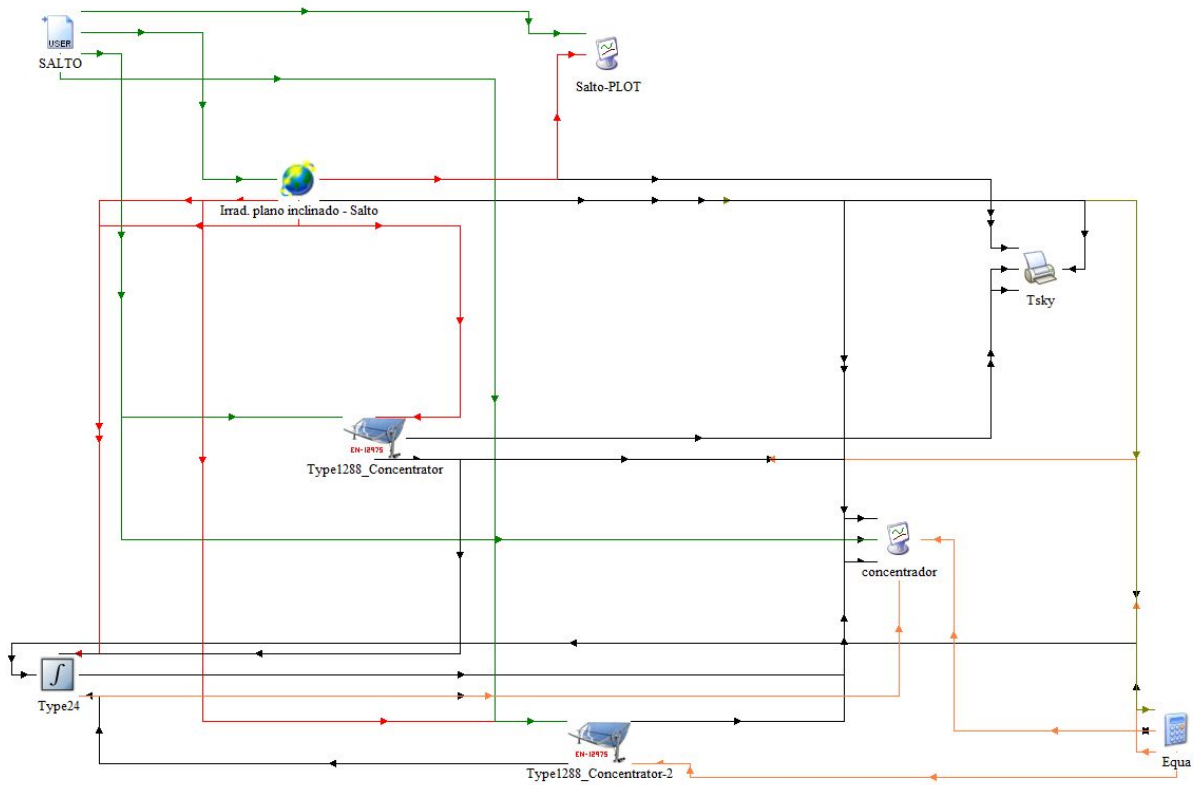 USER
SALTO
Salto-PLOT
Irrad. plano inclinado - Salto
Tsky
EN-12975
Type1288_Concentrator
concentrador
∫
Type24
EN-12975
Type1288_Concentrator-2
Equa